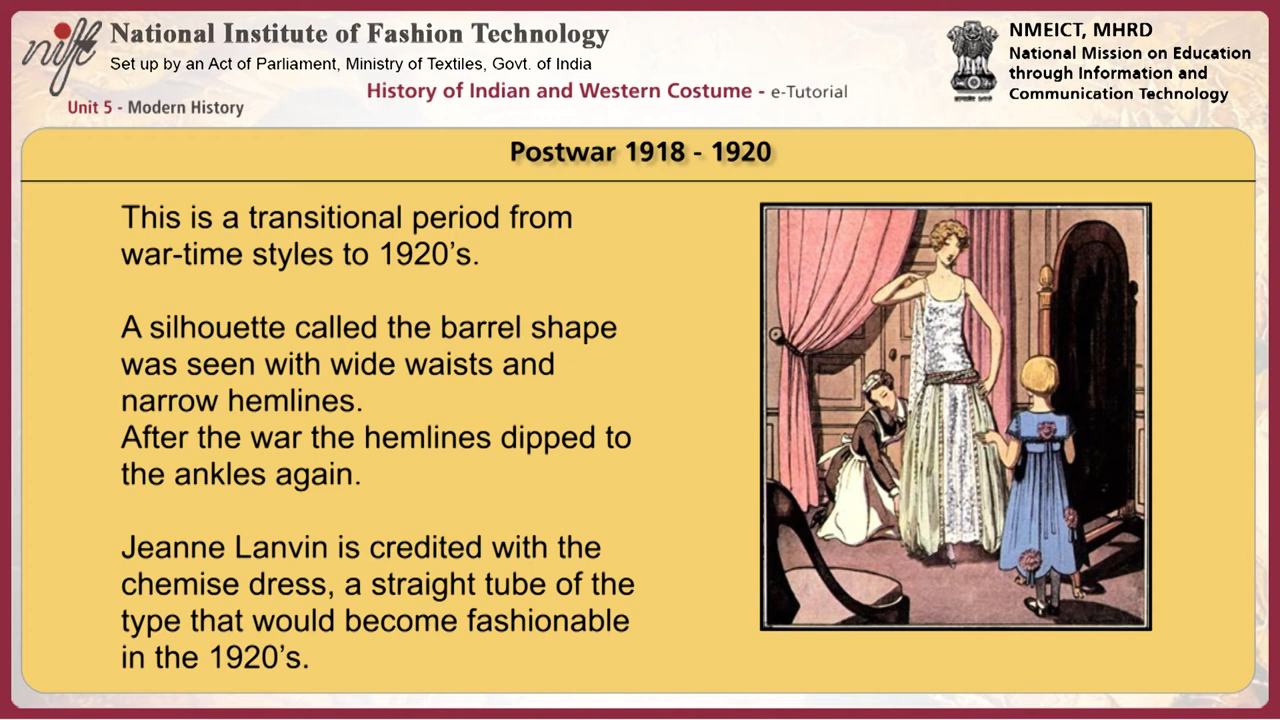 nift
National Institute of Fashion Technology
Set up by an Act of Parliament, Ministry of Textiles, Govt. of India
History of Indian and Western Costume - e-Tutorial
Unit 5 - Modern History
NMEICT, MHRD
National Mission on Education
through Information and
Communication Technology
Postwar 1918 - 1920
This is a transitional period from
war-time styles to 1920’s.
A silhouette called the barrel shape
was seen with wide waists and
narrow hemlines.
After the war the hemlines dipped to
the ankles again.
Jeanne Lanvin is credited with the
chemise dress, a straight tube of the
type that would become fashionable
in the 1920’s.